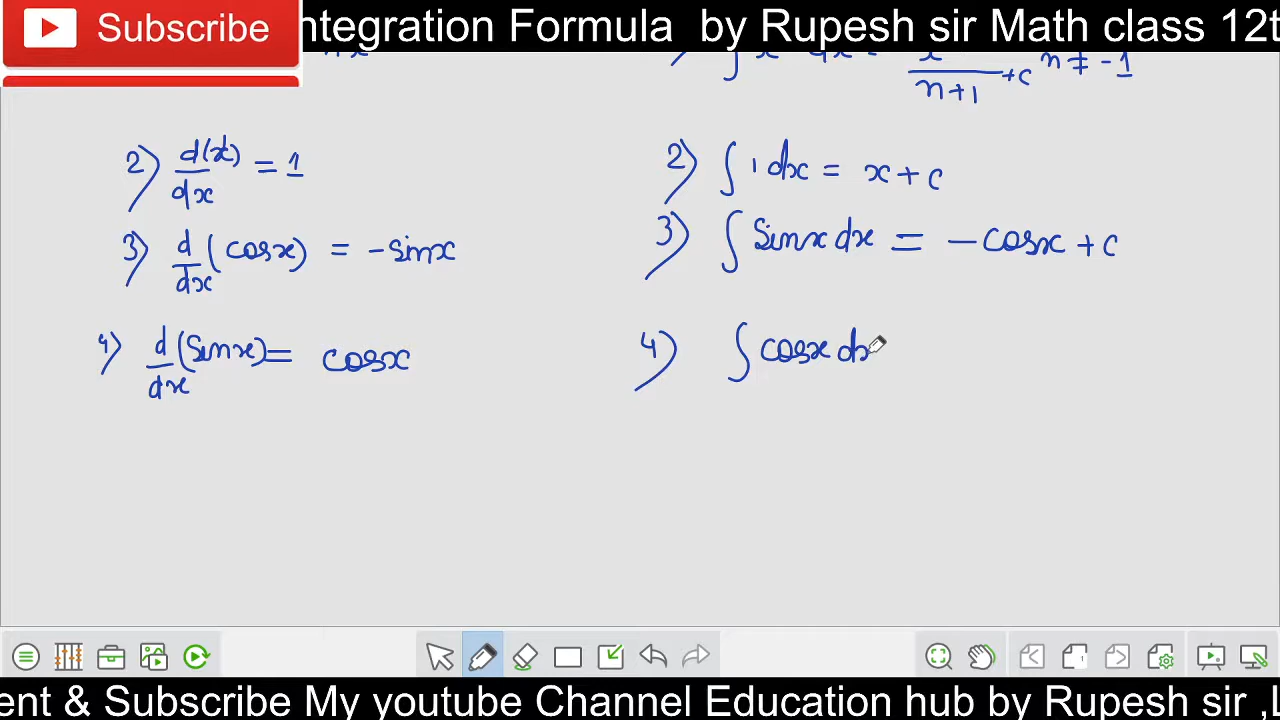 Subscribe
ntegration Formula by Rupesh sir Math class 12t
n+1
+c n ≠ -1
2) d(x)/dx = 1
2) ∫ 1 dx = x + c
3) d/dx (cosx) = -sinx
3) ∫ Sinx dx = -cosx + c
4) d/dx (Sinx) = cosx
4) ∫ cosx dx
ent & Subscribe My youtube Channel Education hub by Rupesh sir ,L